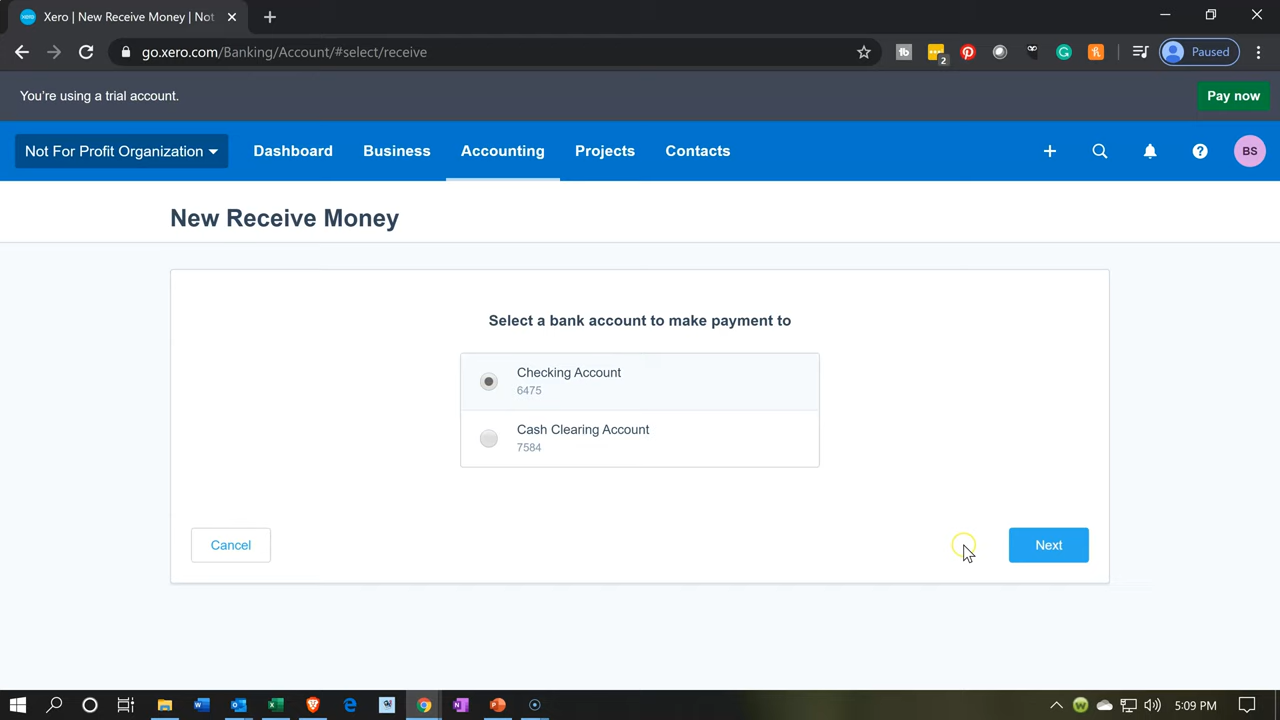 Xero | New Receive Money | Not
go.xero.com/Banking/Account/#select/receive
2
Paused
You're using a trial account.
Pay now
Not For Profit Organization
Dashboard
Business
Accounting
Projects
Contacts
BS
New Receive Money
Select a bank account to make payment to
Checking Account
6475
Cash Clearing Account
7584
Cancel
Next
5:09 PM